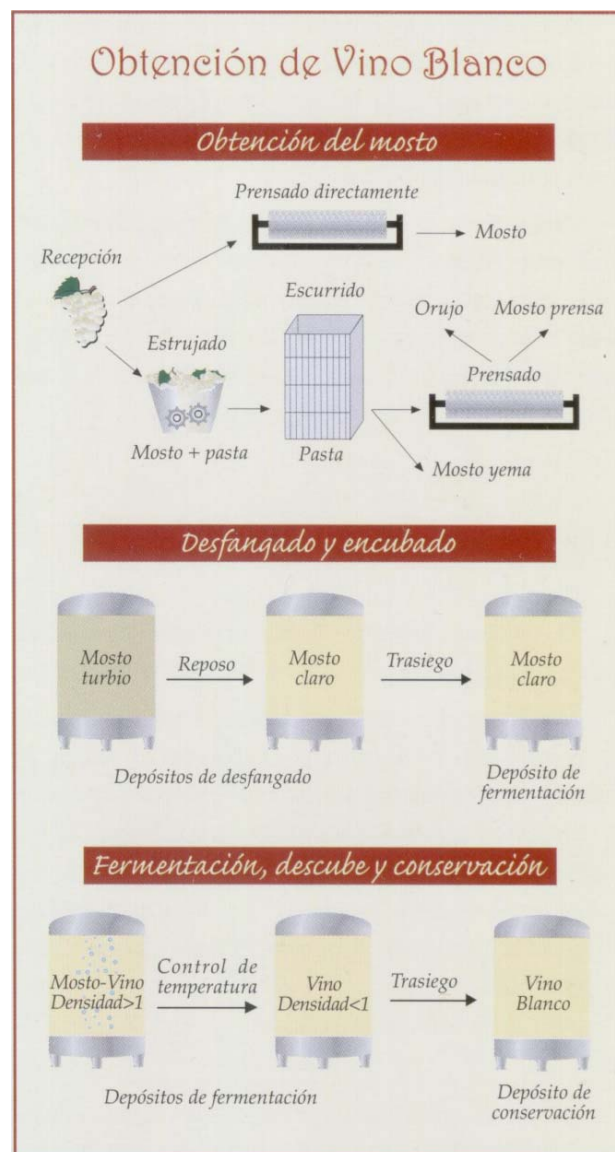 Obtención de Vino Blanco
Obtención del mosto
Prensado directamente
Mosto
Recepción
Escurrido
Orujo
Mosto prensa
Estrujado
Prensado
Mosto + pasta
Pasta
Mosto yema
Desfangado y encubado
Mosto
turbio
Reposo
Mosto
claro
Trasiego
Mosto
claro
Depósitos de desfangado
Depósito de
fermentación
Fermentación, descube y conservación
Mosto-Vino
Densidad>1
Control de
temperatura
Vino
Densidad<1
Trasiego
Vino
Blanco
Depósitos de fermentación
Depósito de
conservación